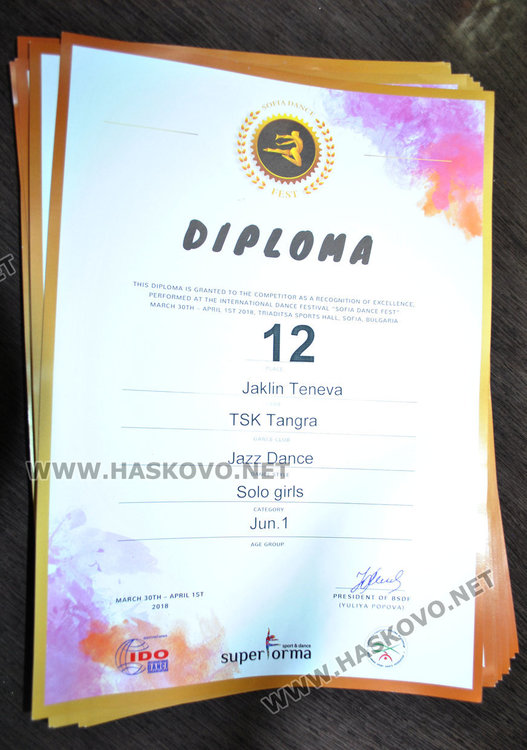 SOFIA DANCE
FEST
DIPLOMA
THIS DIPLOMA IS GRANTED TO THE COMPETITOR AS A RECOGNITION OF EXCELLENCE,
PERFORMED AT THE INTERNATIONAL DANCE FESTIVAL "SOFIA DANCE FEST"
MARCH 30TH – APRIL 1ST 2018, TRIADITSA SPORTS HALL, SOFIA, BULGARIA
12
PLACE
Jaklin Teneva
TSK Tangra
DANCE CLUB
Jazz Dance
Solo girls
CATEGORY
Jun.1
AGE GROUP
MARCH 30TH – APRIL 1ST
2018
PRESIDENT OF BSDF
(YULIYA POPOVA)
IDO
DANCE
sport & dance
superforma
WWW.HASKOVO.NET
WWW.HASKOVO.NET
WWW.HASKOVO.NET
.NET